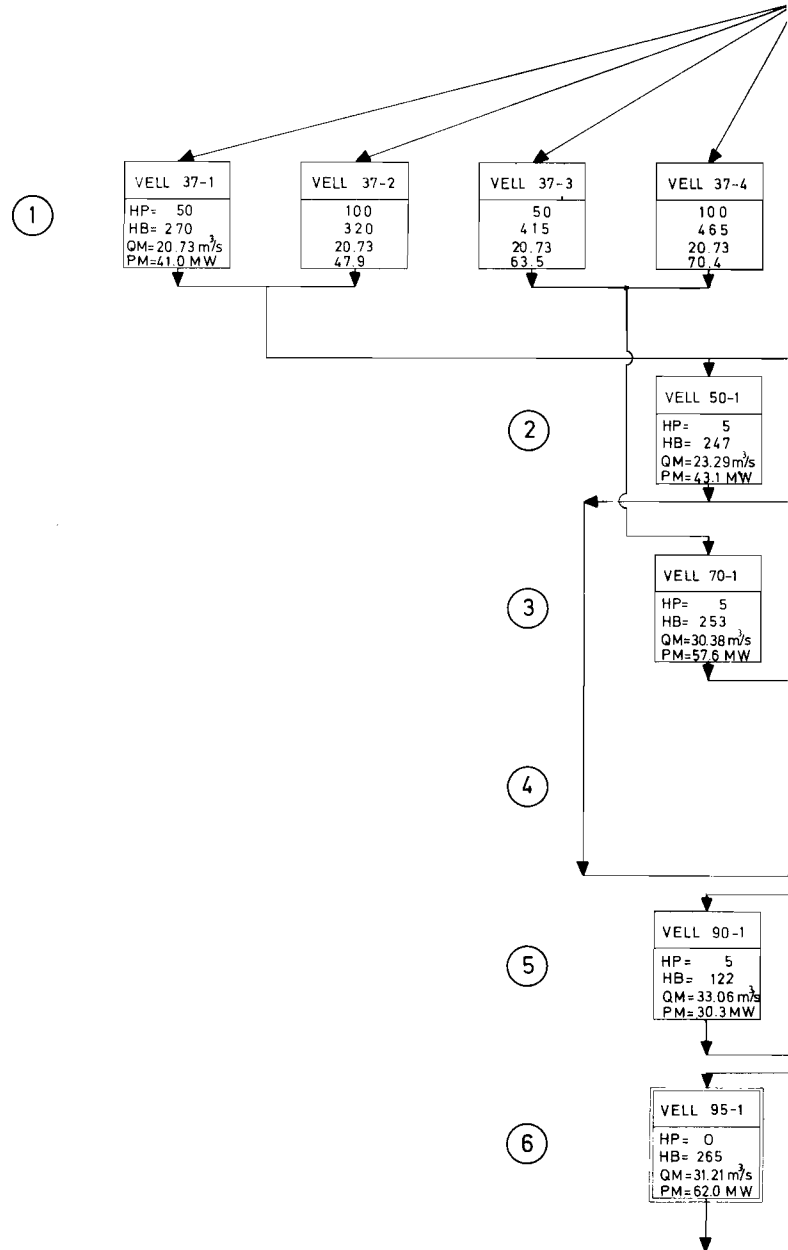 1
VELL 37-1
HP= 50
HB= 270
QM=20.73 m³/s
PM=41.0 MW
VELL 37-2
100
320
20.73
47.9
VELL 37-3
50
415
20.73
63.5
VELL 37-4
100
465
20.73
70.4
2
VELL 50-1
HP= 5
HB= 247
QM=23.29 m³/s
PM=43.1 MW
3
VELL 70-1
HP= 5
HB= 253
QM=30.38 m³/s
PM=57.6 MW
4
5
VELL 90-1
HP= 5
HB= 122
QM=33.06 m³/s
PM=30.3 MW
6
VELL 95-1
HP= 0
HB= 265
QM=31.21 m³/s
PM=62.0 MW